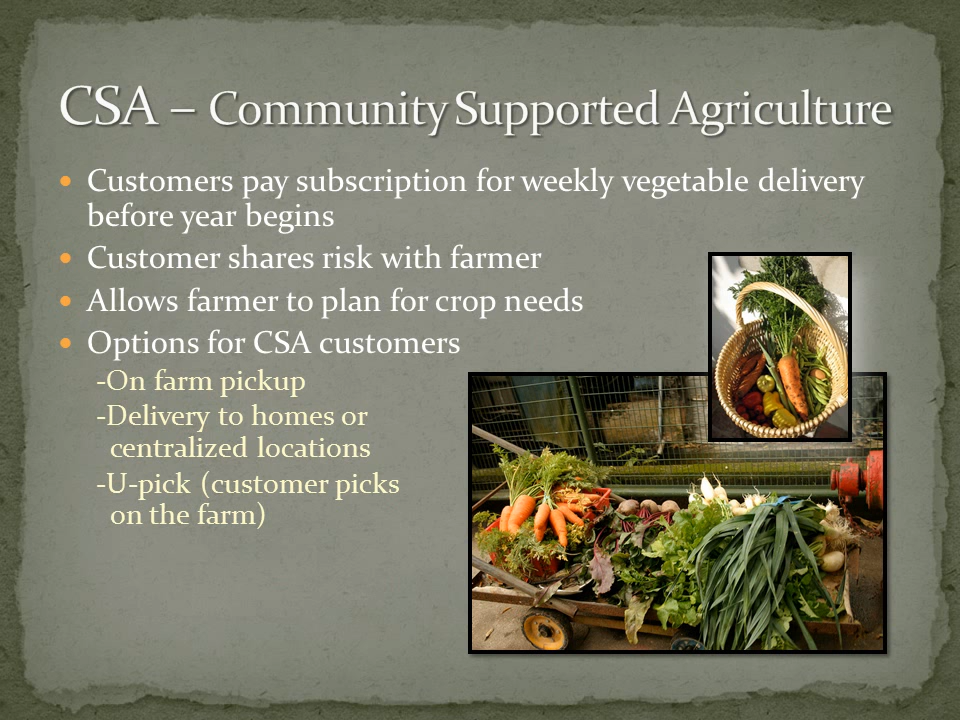 CSA – Community Supported Agriculture
Customers pay subscription for weekly vegetable delivery
before year begins
Customer shares risk with farmer
Allows farmer to plan for crop needs
Options for CSA customers
-On farm pickup
-Delivery to homes or
centralized locations
-U-pick (customer picks
on the farm)